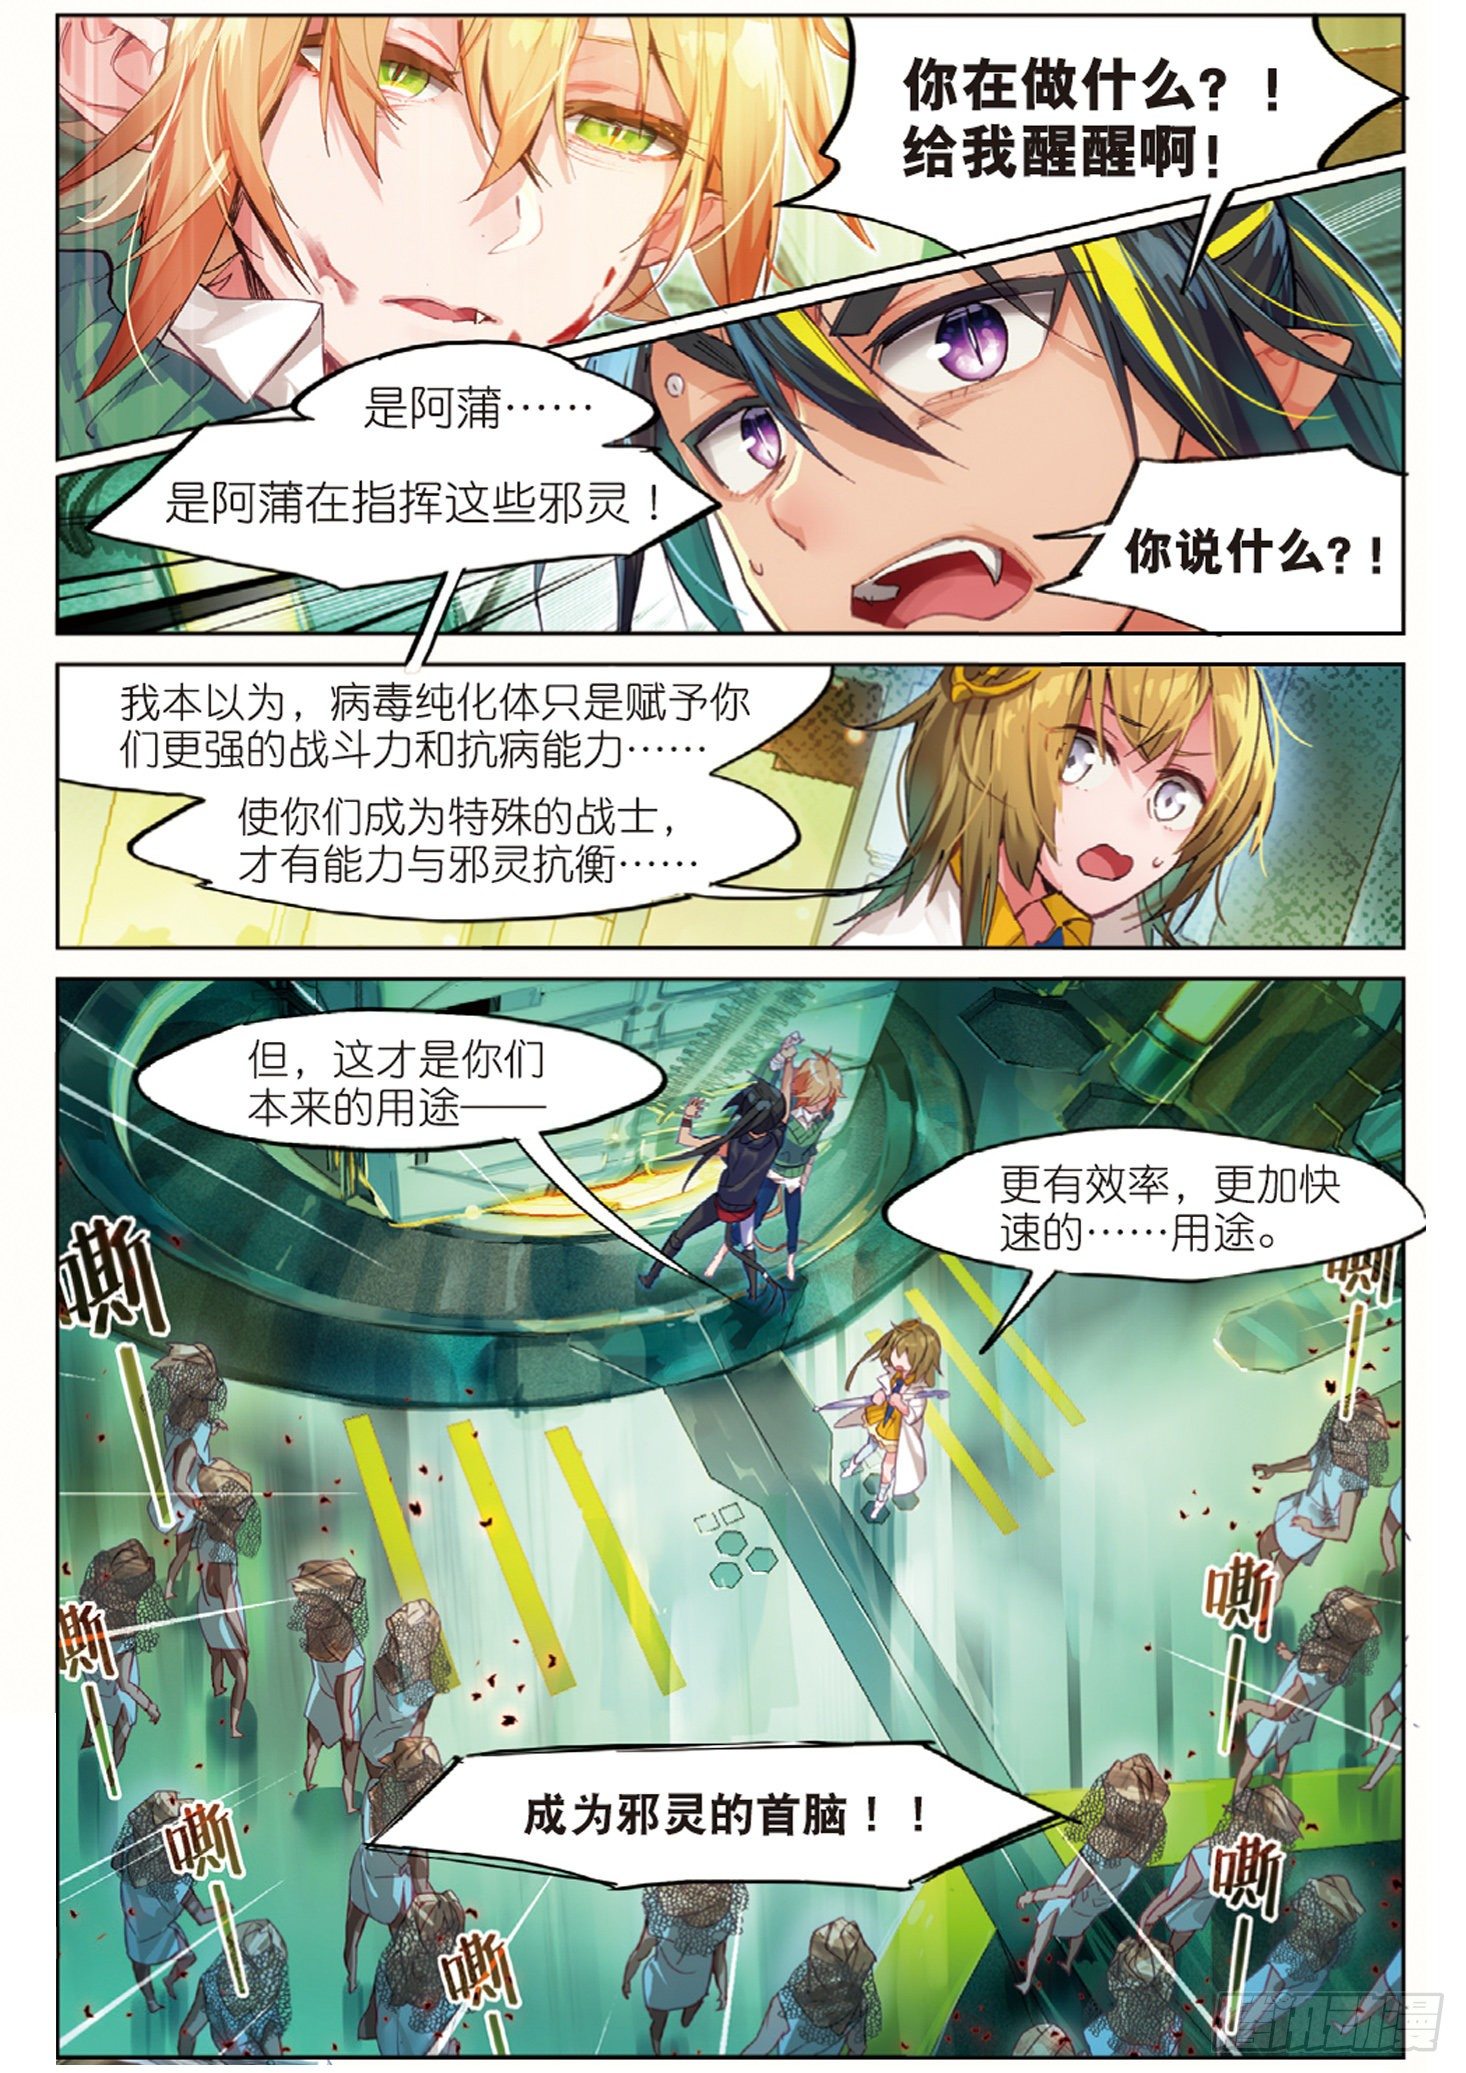 你在做什么？！
给我醒醒啊！
是阿蒲……
是阿蒲在指挥这些邪灵！
你说什么？！
我本以为，病毒纯化体只是赋予你
们更强的战斗力和抗病能力……
使你们成为特殊的战士，
才有能力与邪灵抗衡……
但，这才是你们
本来的用途——
更有效率，更加快
速的……用途。
嘶——
嘶——
嘶——
嘶——
成为邪灵的首脑！！
嘶——
嘶——
嘶——
腾讯动漫